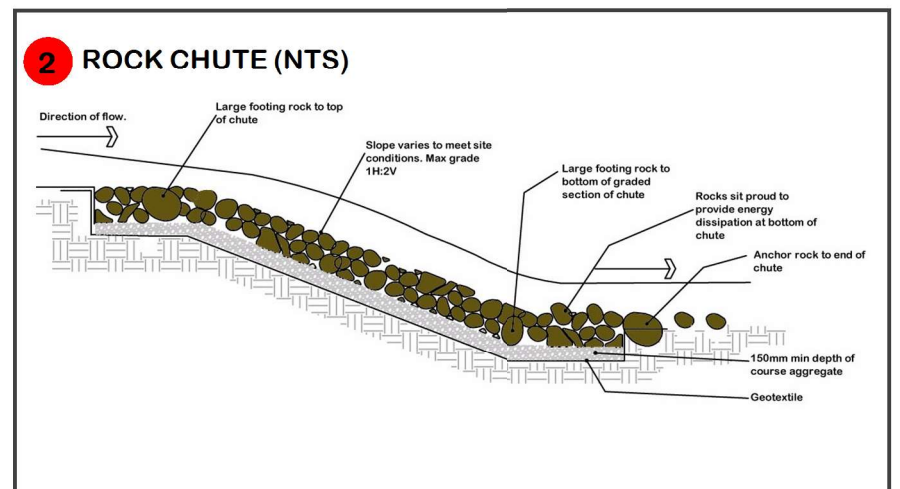 2 ROCK CHUTE (NTS)
Large footing rock to top
of chute
Direction of flow.
Slope varies to meet site
conditions. Max grade
1H:2V
Large footing rock to
bottom of graded
section of chute
Rocks sit proud to
provide energy
dissipation at bottom of
chute
Anchor rock to end of
chute
150mm min depth of
course aggregate
Geotextile